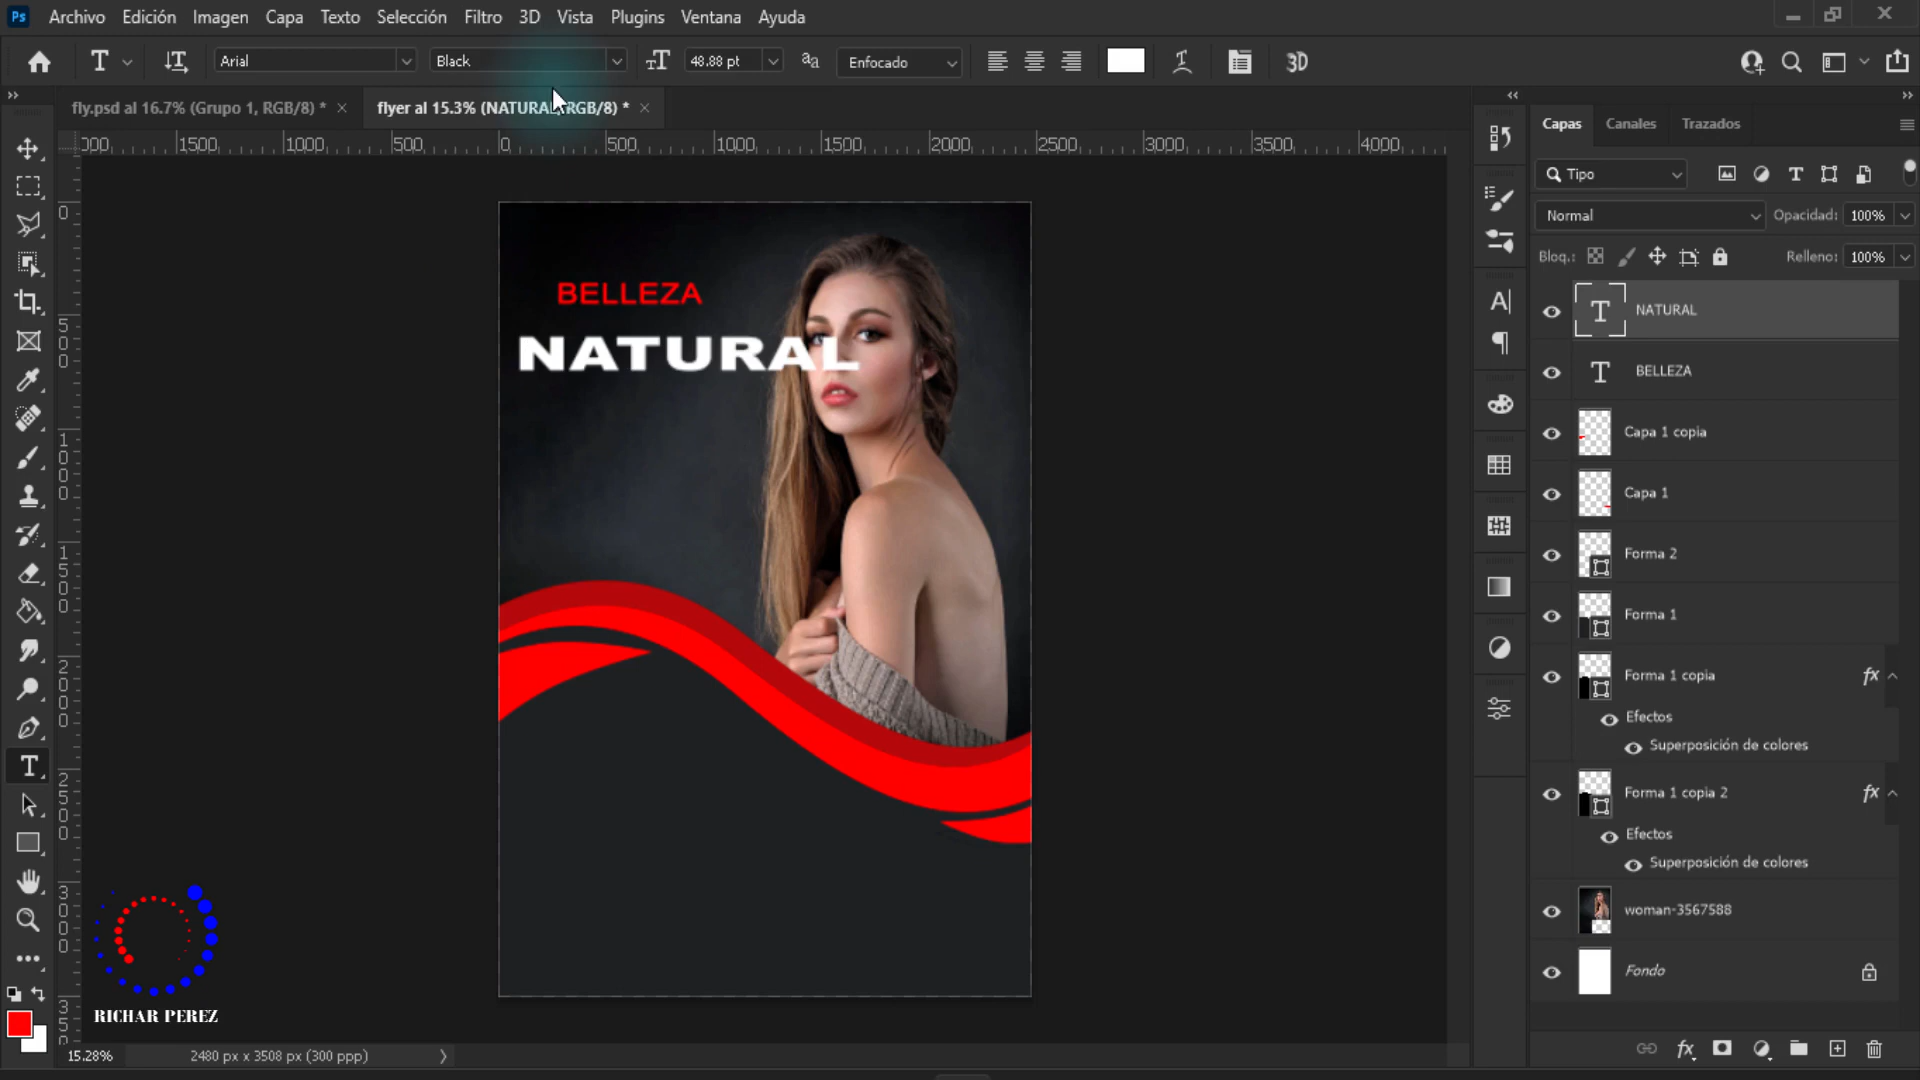 Ps Archivo Edición Imagen Capa Texto Selección Filtro 3D Vista Plugins Ventana Ayuda
T Arial Black 48.88 pt Enfocado 3D
fly.psd al 16.7% (Grupo 1, RGB/8) * flyer al 15.3% (NATURAL, RGB/8) *
1500 1000 500 0 500 1000 1500 2000 2500 3000 3500 4000
Capas Canales Trazados
Tipo
Normal Opacidad: 100%
Bloq.: Relleno: 100%
BELLEZA
NATURAL
NATURAL
BELLEZA
Capa 1 copia
Capa 1
Forma 2
Forma 1
Forma 1 copia fx
Efectos
Superposición de colores
Forma 1 copia 2 fx
Efectos
Superposición de colores
woman-3567588
Fondo
RICHAR PEREZ
15.28% 2480 px x 3508 px (300 ppp)